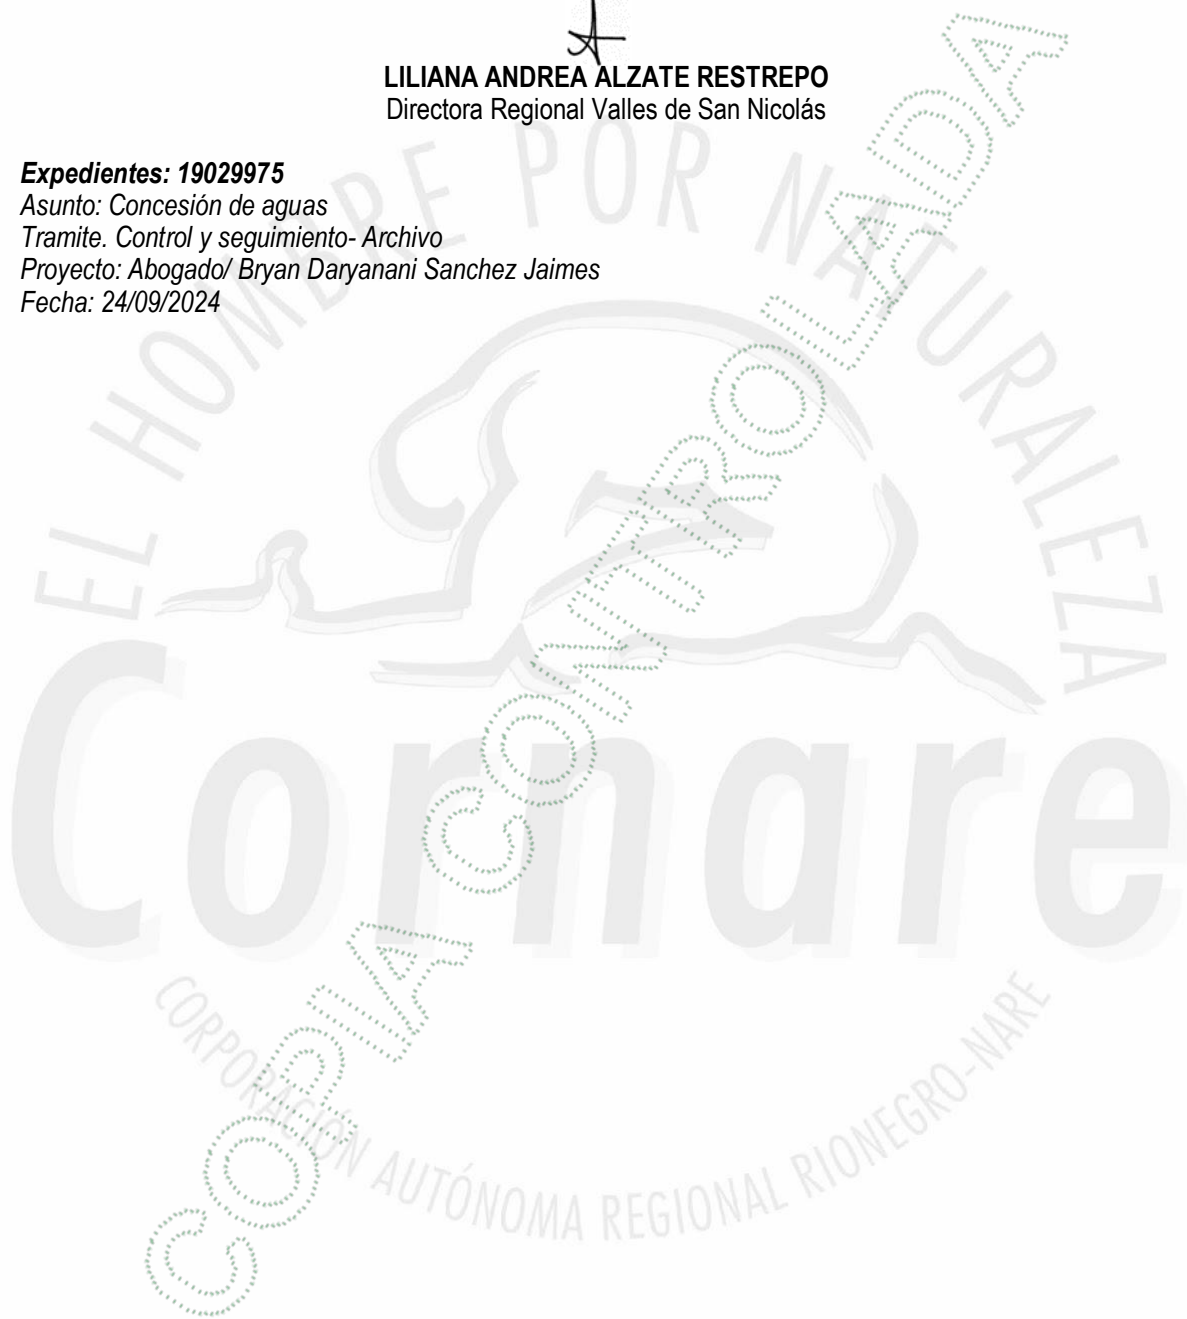 LILIANA ANDREA ALZATE RESTREPO
Directora Regional Valles de San Nicolás
Expedientes: 19029975
Asunto: Concesión de aguas
Tramite. Control y seguimiento- Archivo
Proyecto: Abogado/ Bryan Daryanani Sanchez Jaimes
Fecha: 24/09/2024
EL HOMBRE POR NATURALEZA
Cornare
CORPORACIÓN AUTÓNOMA REGIONAL RIONEGRO-NARE
COPIA CONTROLADA